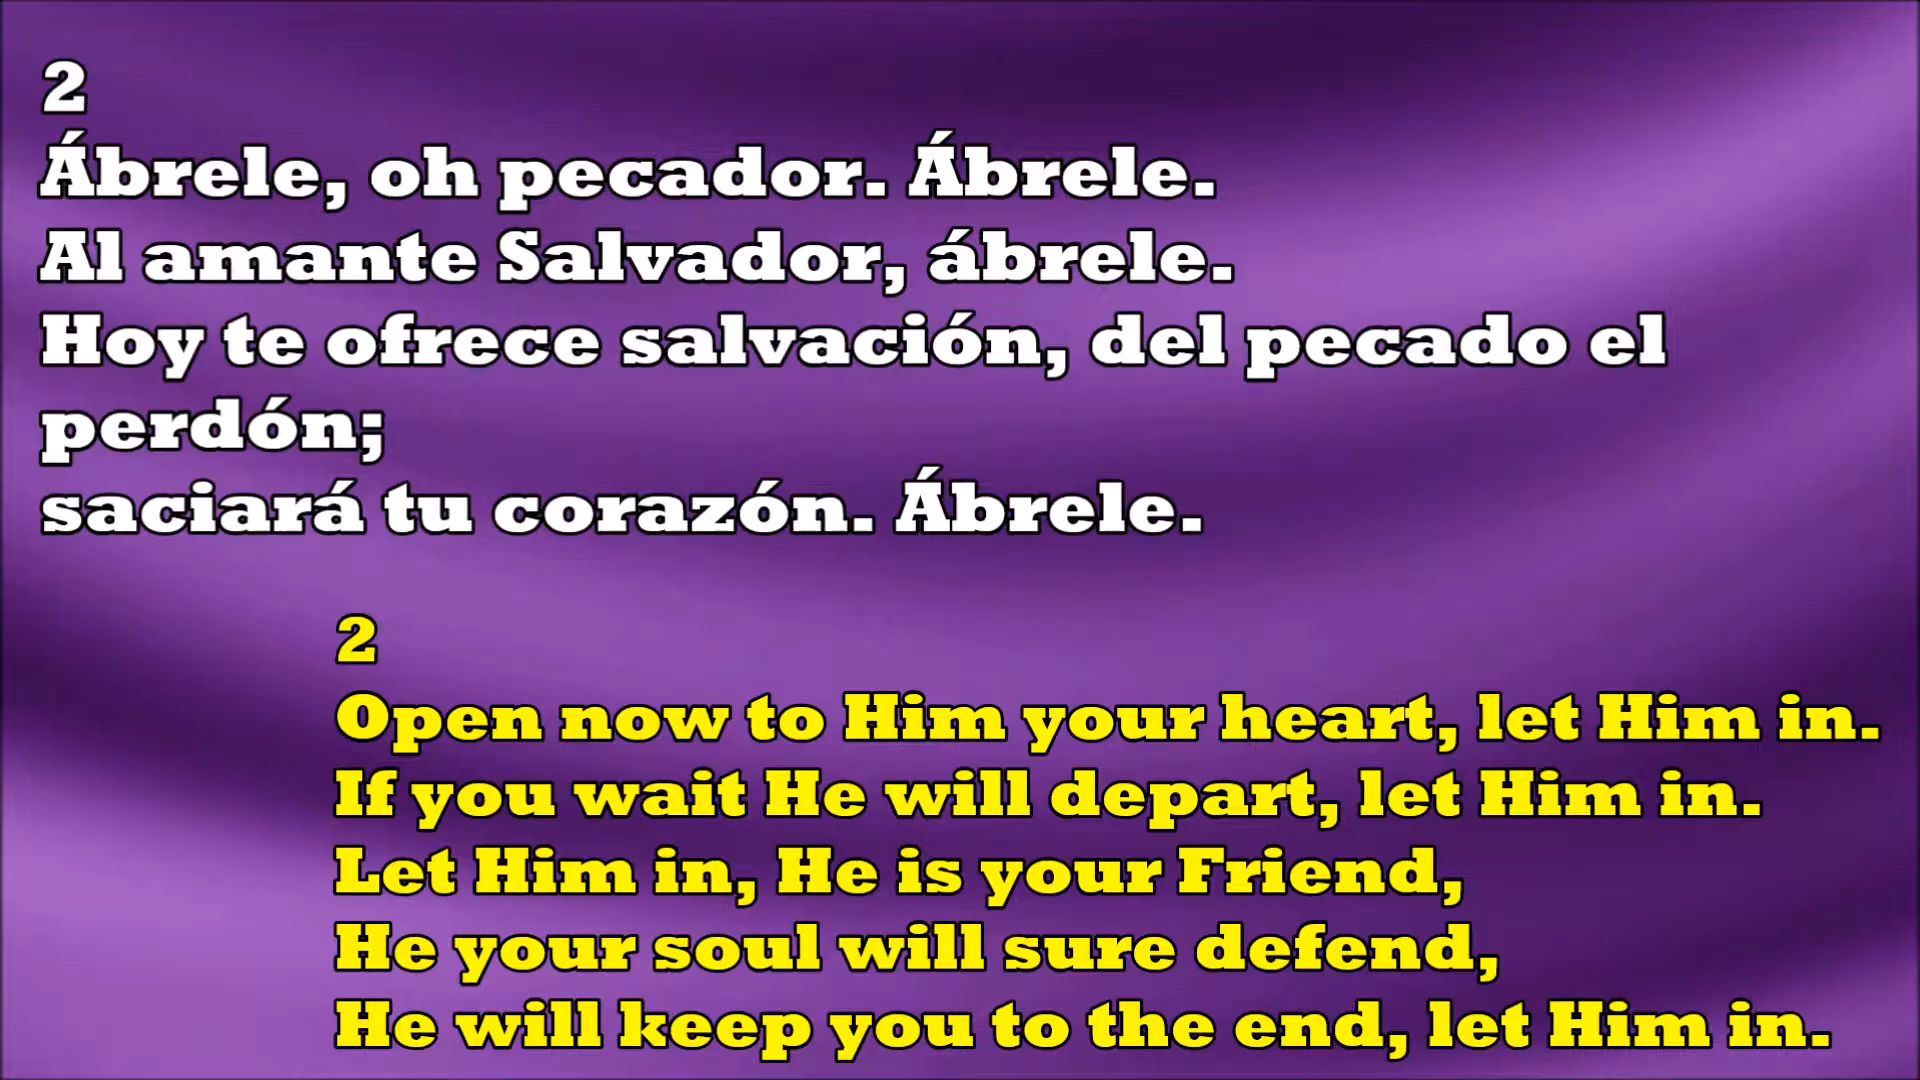 2
Ábrele, oh pecador. Ábrele.
Al amante Salvador, ábrele.
Hoy te ofrece salvación, del pecado el
perdón;
saciará tu corazón. Ábrele.
2
Open now to Him your heart, let Him in.
If you wait He will depart, let Him in.
Let Him in, He is your Friend,
He your soul will sure defend,
He will keep you to the end, let Him in.